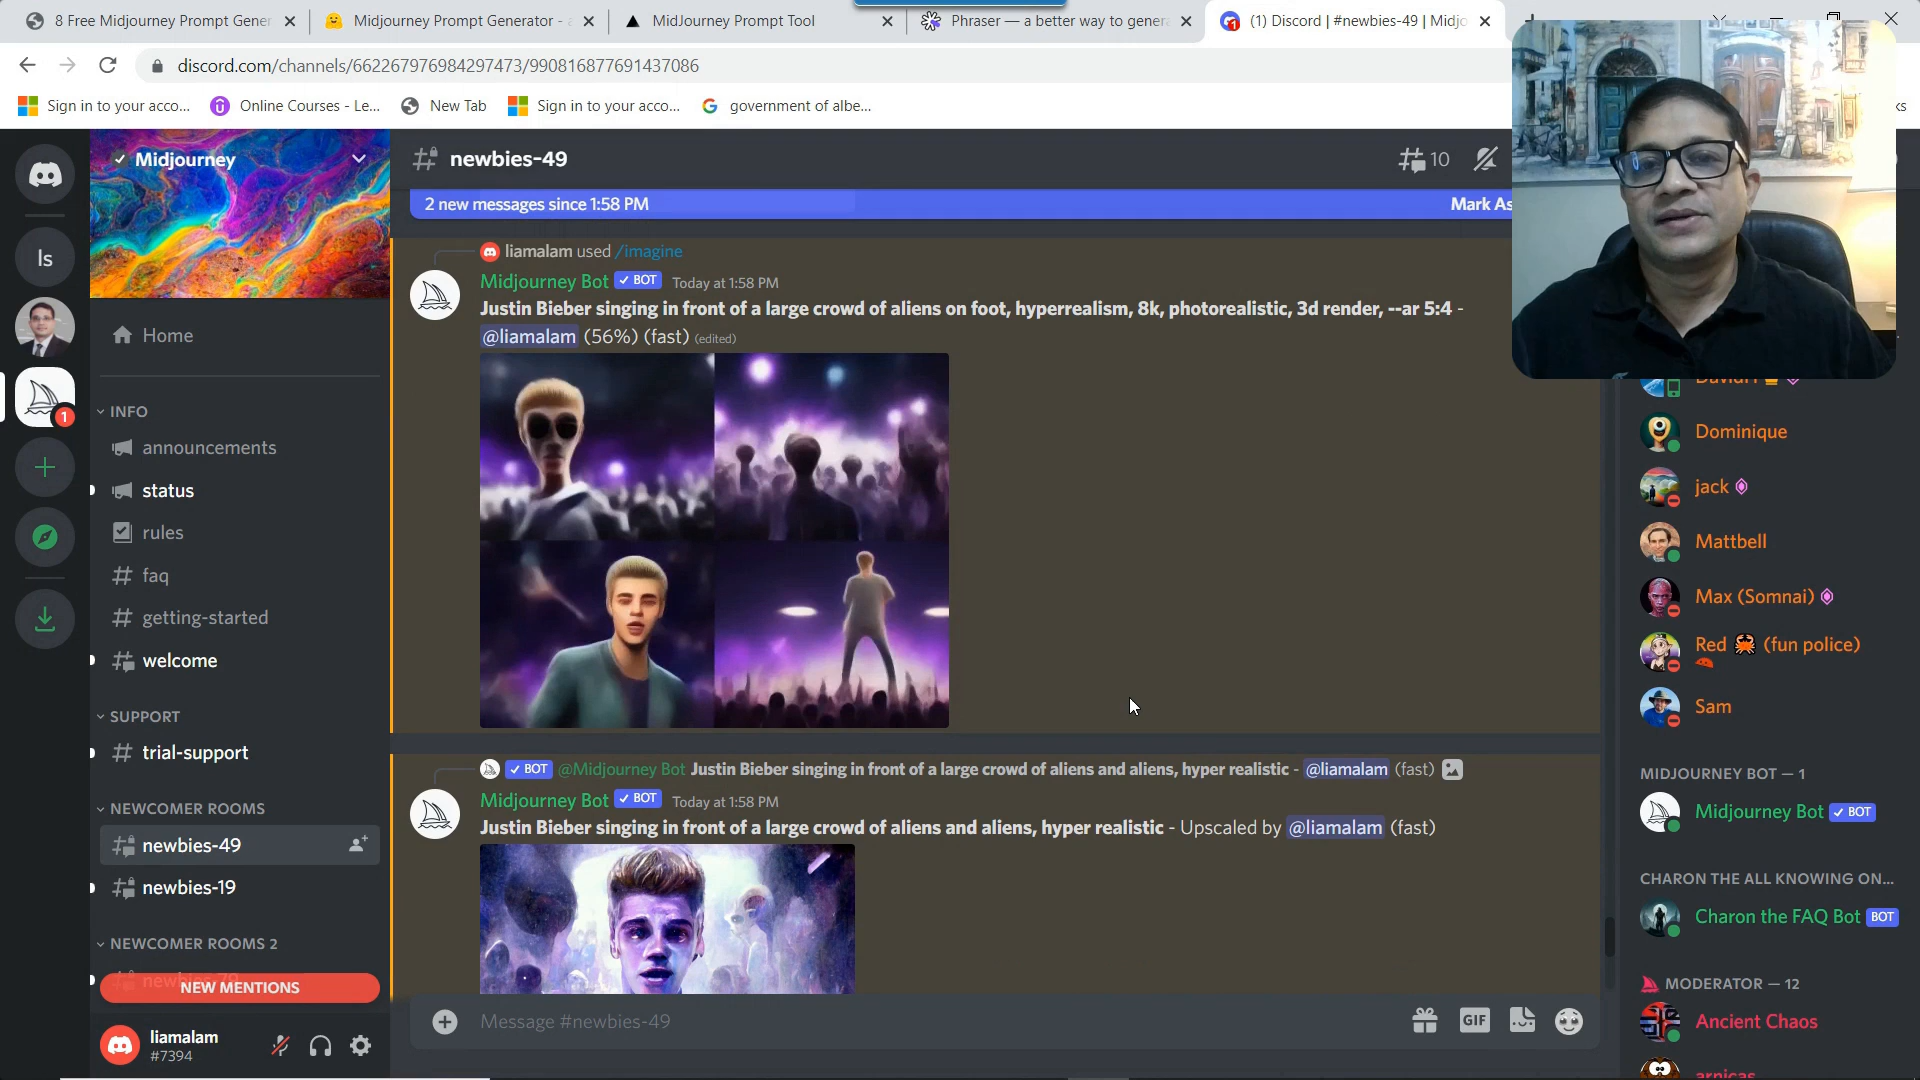 8 Free Midjourney Prompt Gener
Midjourney Prompt Generator - a
MidJourney Prompt Tool
Phraser — a better way to genera
(1) Discord | #newbies-49 | Midjo
discord.com/channels/662267976984297473/990816877691437086
Sign in to your acco...
Online Courses - Le...
New Tab
Sign in to your acco...
government of albe...
ks
Midjourney
newbies-49
10
2 new messages since 1:58 PM
Mark As
ls
Home
INFO
announcements
status
rules
faq
getting-started
welcome
SUPPORT
trial-support
NEWCOMER ROOMS
newbies-49
newbies-19
NEWCOMER ROOMS 2
newbies-79
NEW MENTIONS
1
liamalam
#7394
liamalam used /imagine
Midjourney Bot ✓ BOT Today at 1:58 PM
Justin Bieber singing in front of a large crowd of aliens on foot, hyperrealism, 8k, photorealistic, 3d render, --ar 5:4 -
@liamalam (56%) (fast) (edited)
✓ BOT @Midjourney Bot Justin Bieber singing in front of a large crowd of aliens and aliens, hyper realistic - @liamalam (fast)
Midjourney Bot ✓ BOT Today at 1:58 PM
Justin Bieber singing in front of a large crowd of aliens and aliens, hyper realistic - Upscaled by @liamalam (fast)
Message #newbies-49
GIF
DavidH
Dominique
jack
Mattbell
Max (Somnai)
Red 🦀 (fun police)
Sam
MIDJOURNEY BOT — 1
Midjourney Bot ✓ BOT
CHARON THE ALL KNOWING ON...
Charon the FAQ Bot BOT
MODERATOR — 12
Ancient Chaos
arnicas